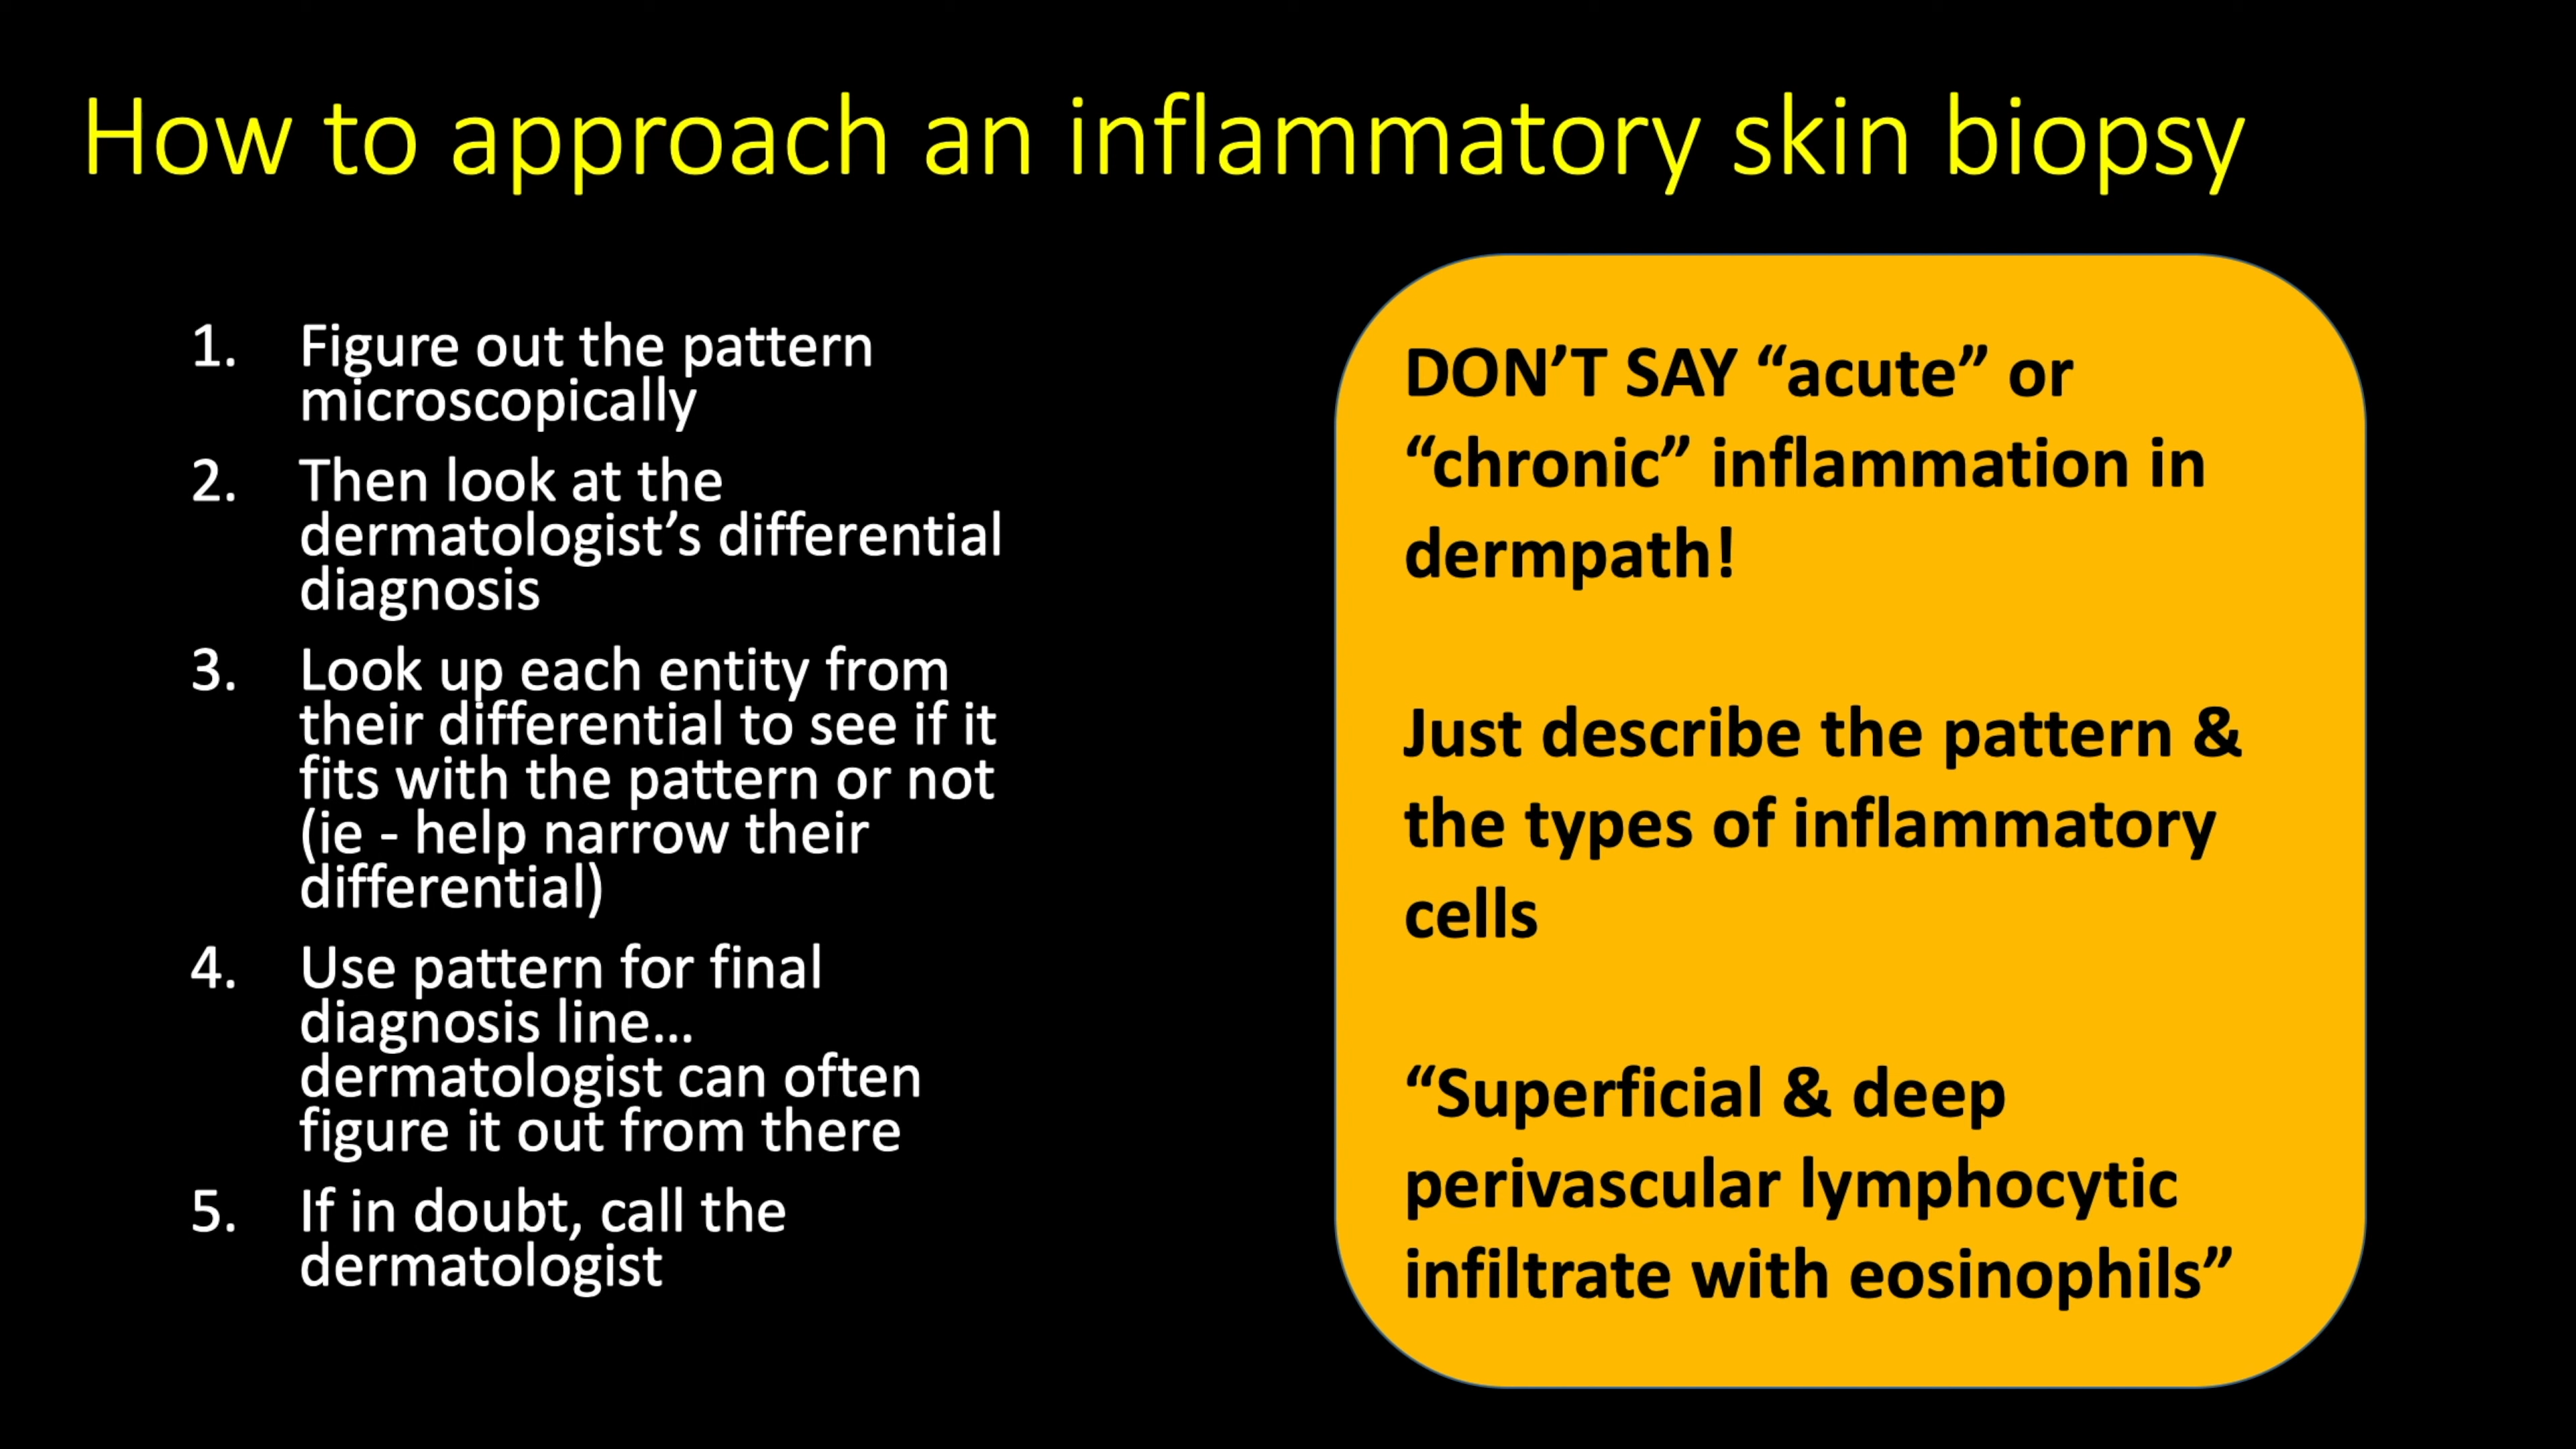 How to approach an inflammatory skin biopsy
1. Figure out the pattern
microscopically
2. Then look at the
dermatologist’s differential
diagnosis
3. Look up each entity from
their differential to see if it
fits with the pattern or not
(ie - help narrow their
differential)
4. Use pattern for final
diagnosis line…
dermatologist can often
figure it out from there
5. If in doubt, call the
dermatologist
DON’T SAY “acute” or
“chronic” inflammation in
dermpath!
Just describe the pattern &
the types of inflammatory
cells
“Superficial & deep
perivascular lymphocytic
infiltrate with eosinophils”